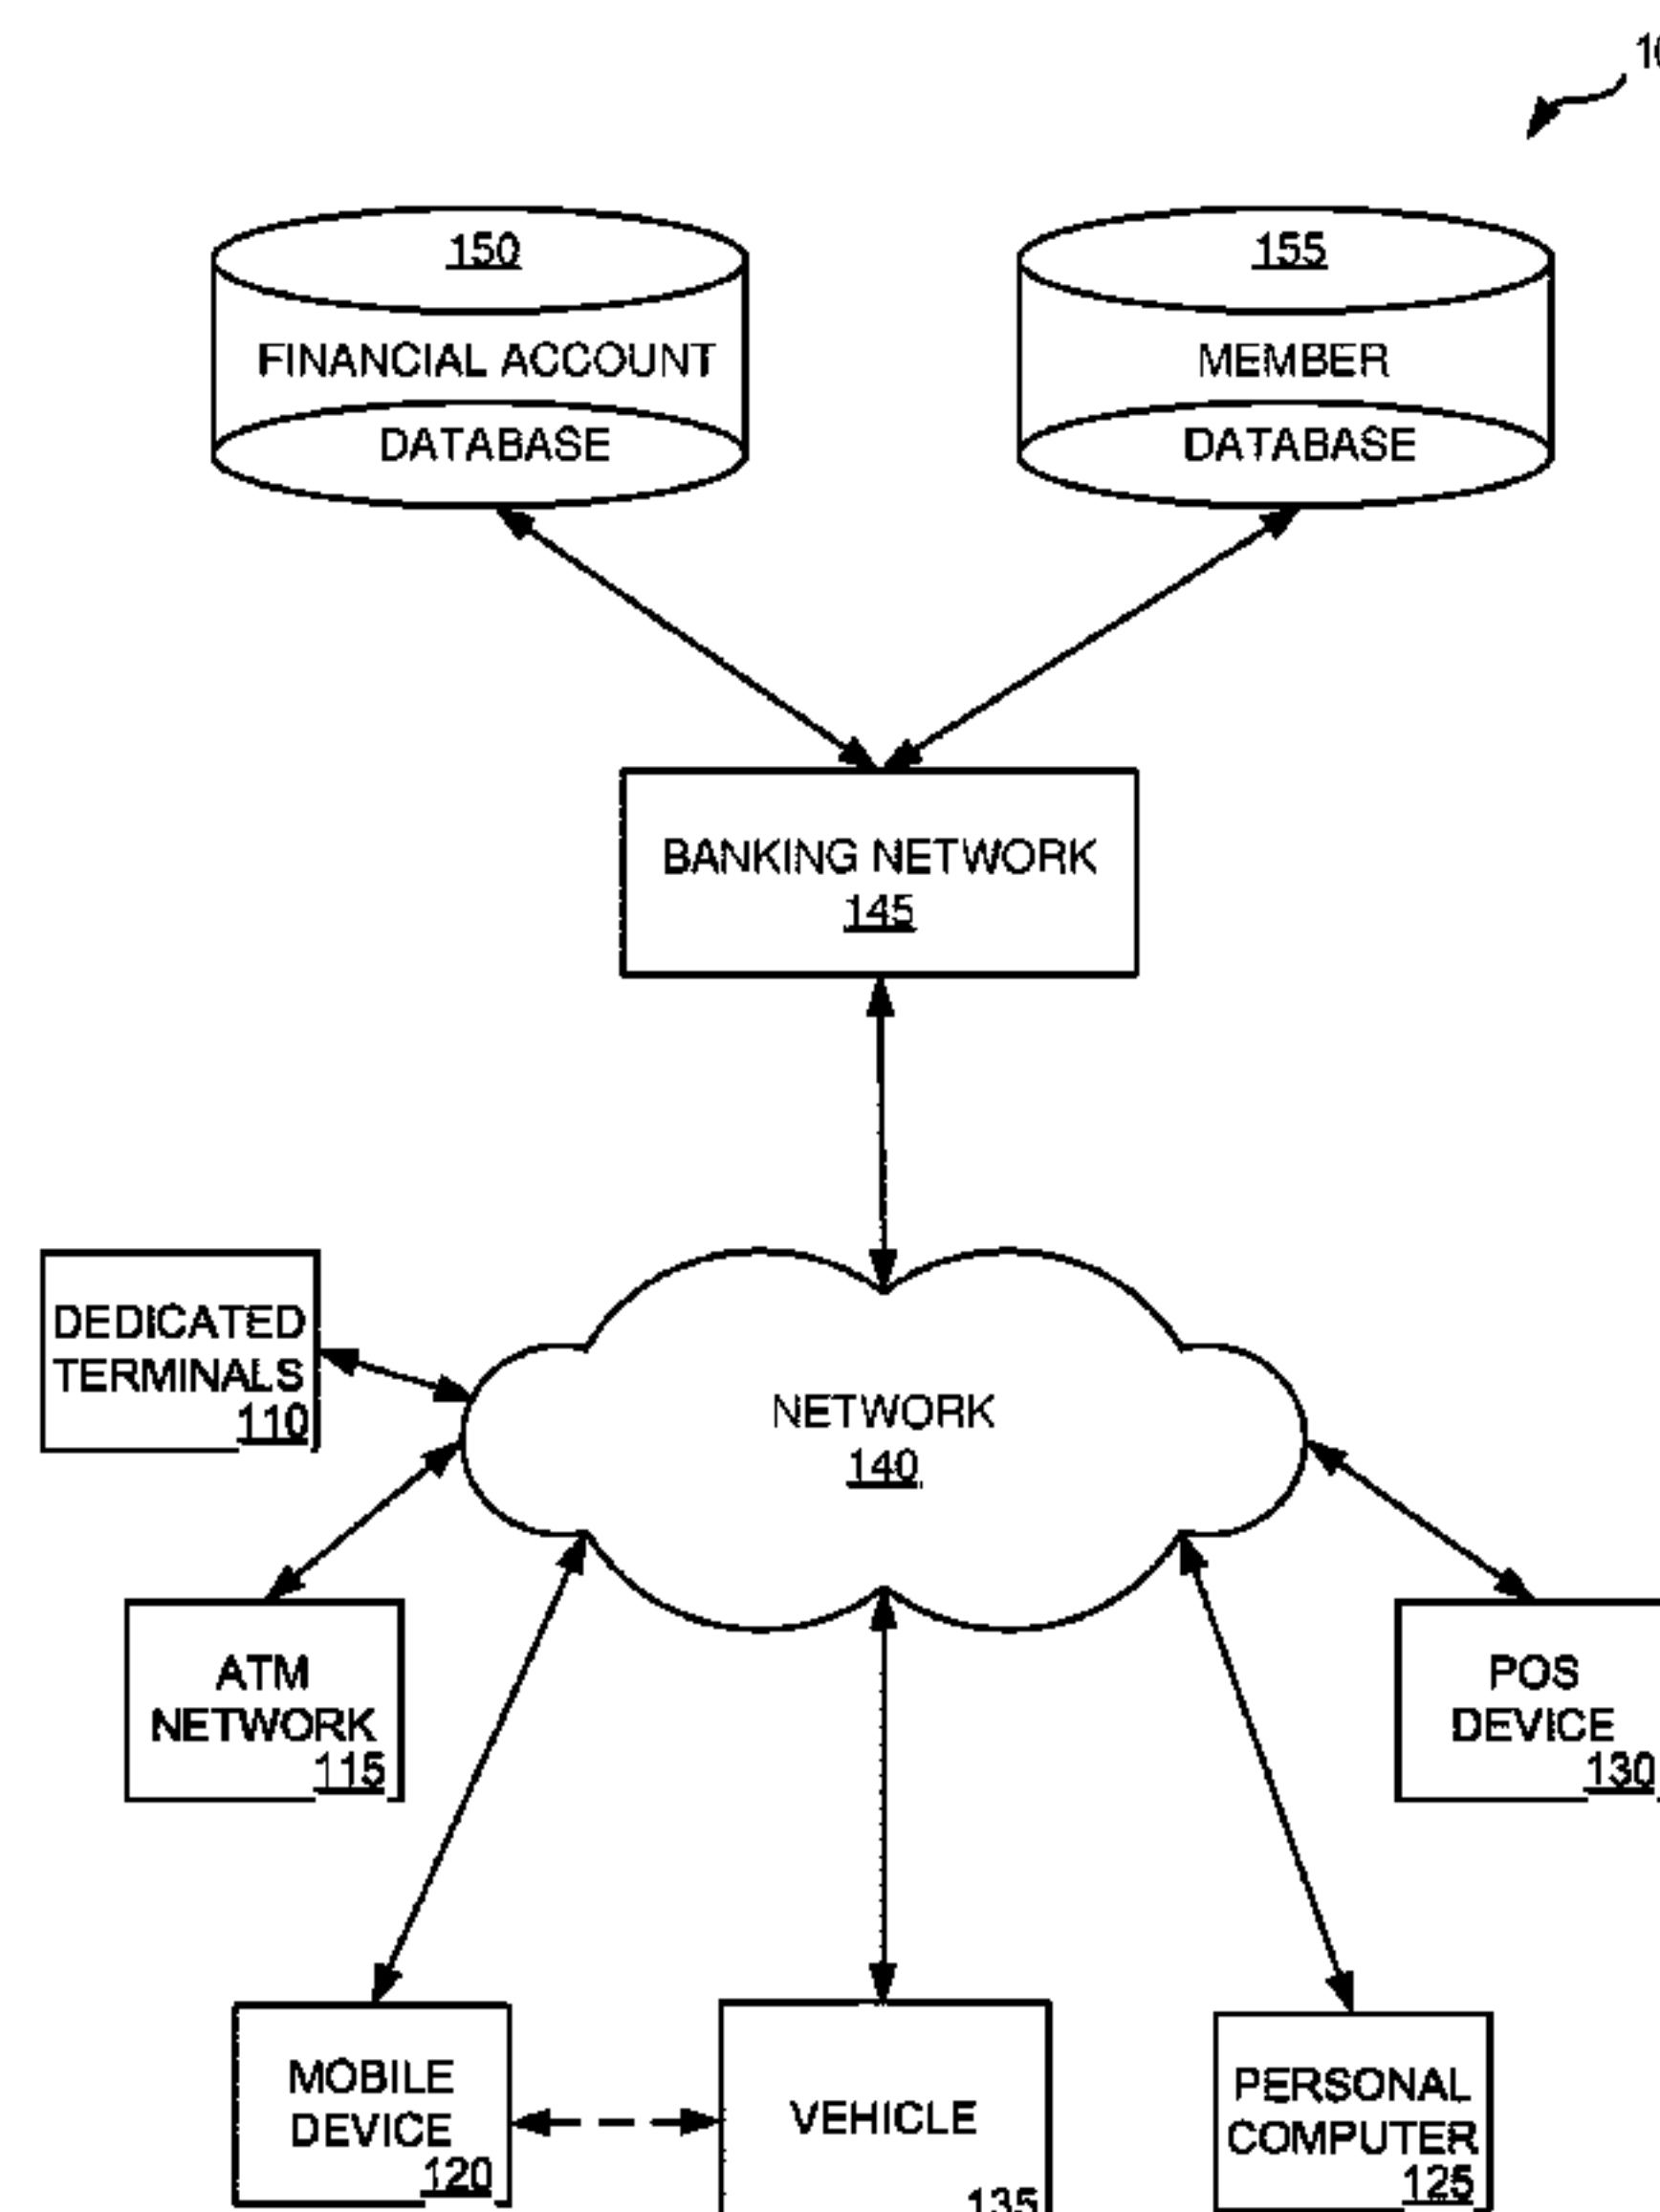 150
155
FINANCIAL ACCOUNT
DATABASE
MEMBER
DATABASE
BANKING NETWORK
145
DEDICATED
TERMINALS
110
NETWORK
140
ATM
NETWORK
115
POS
DEVICE
130
MOBILE
DEVICE
120
VEHICLE
135
PERSONAL
COMPUTER
125